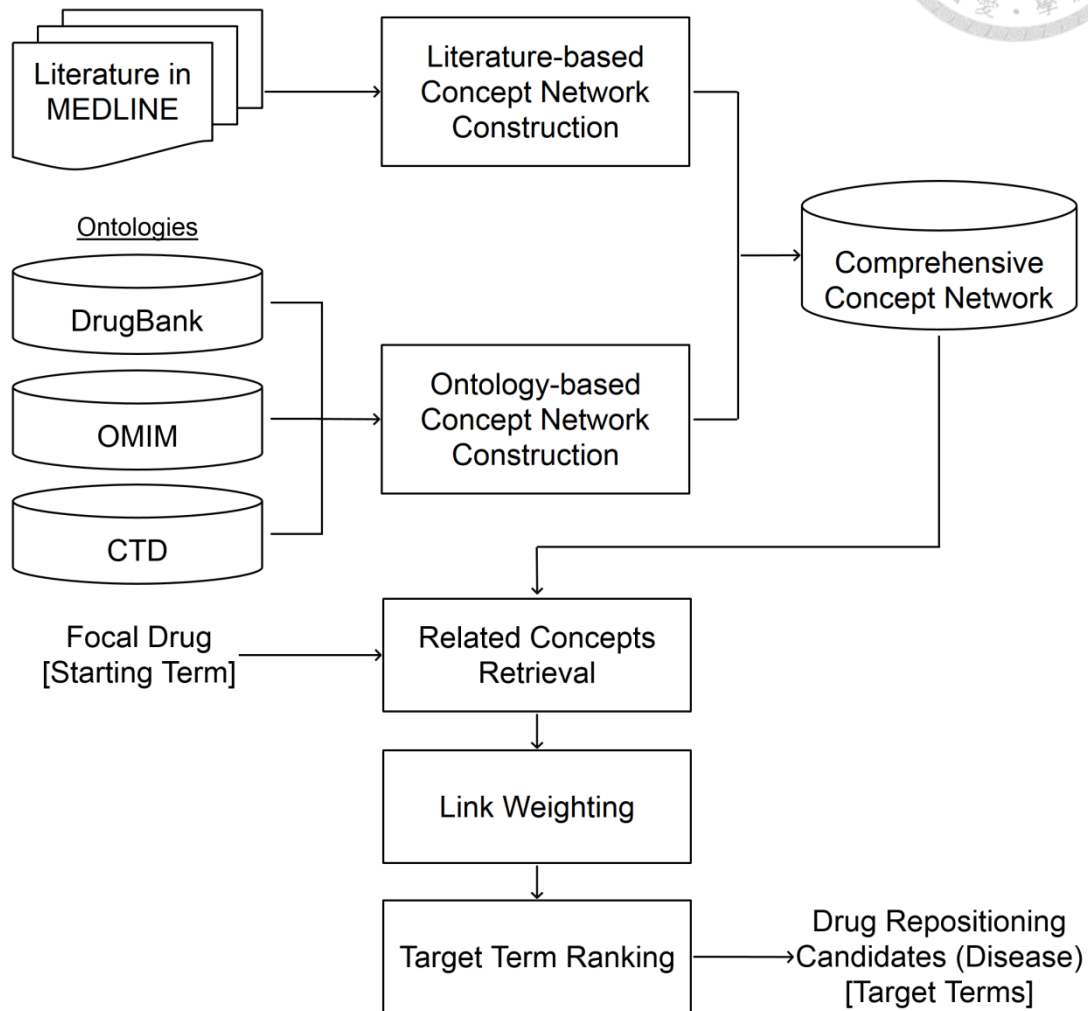 Literature in
MEDLINE
Literature-based
Concept Network
Construction
Ontologies
DrugBank
OMIM
CTD
Ontology-based
Concept Network
Construction
Comprehensive
Concept Network
Focal Drug
[Starting Term]
Related Concepts
Retrieval
Link Weighting
Target Term Ranking
Drug Repositioning
Candidates (Disease)
[Target Terms]